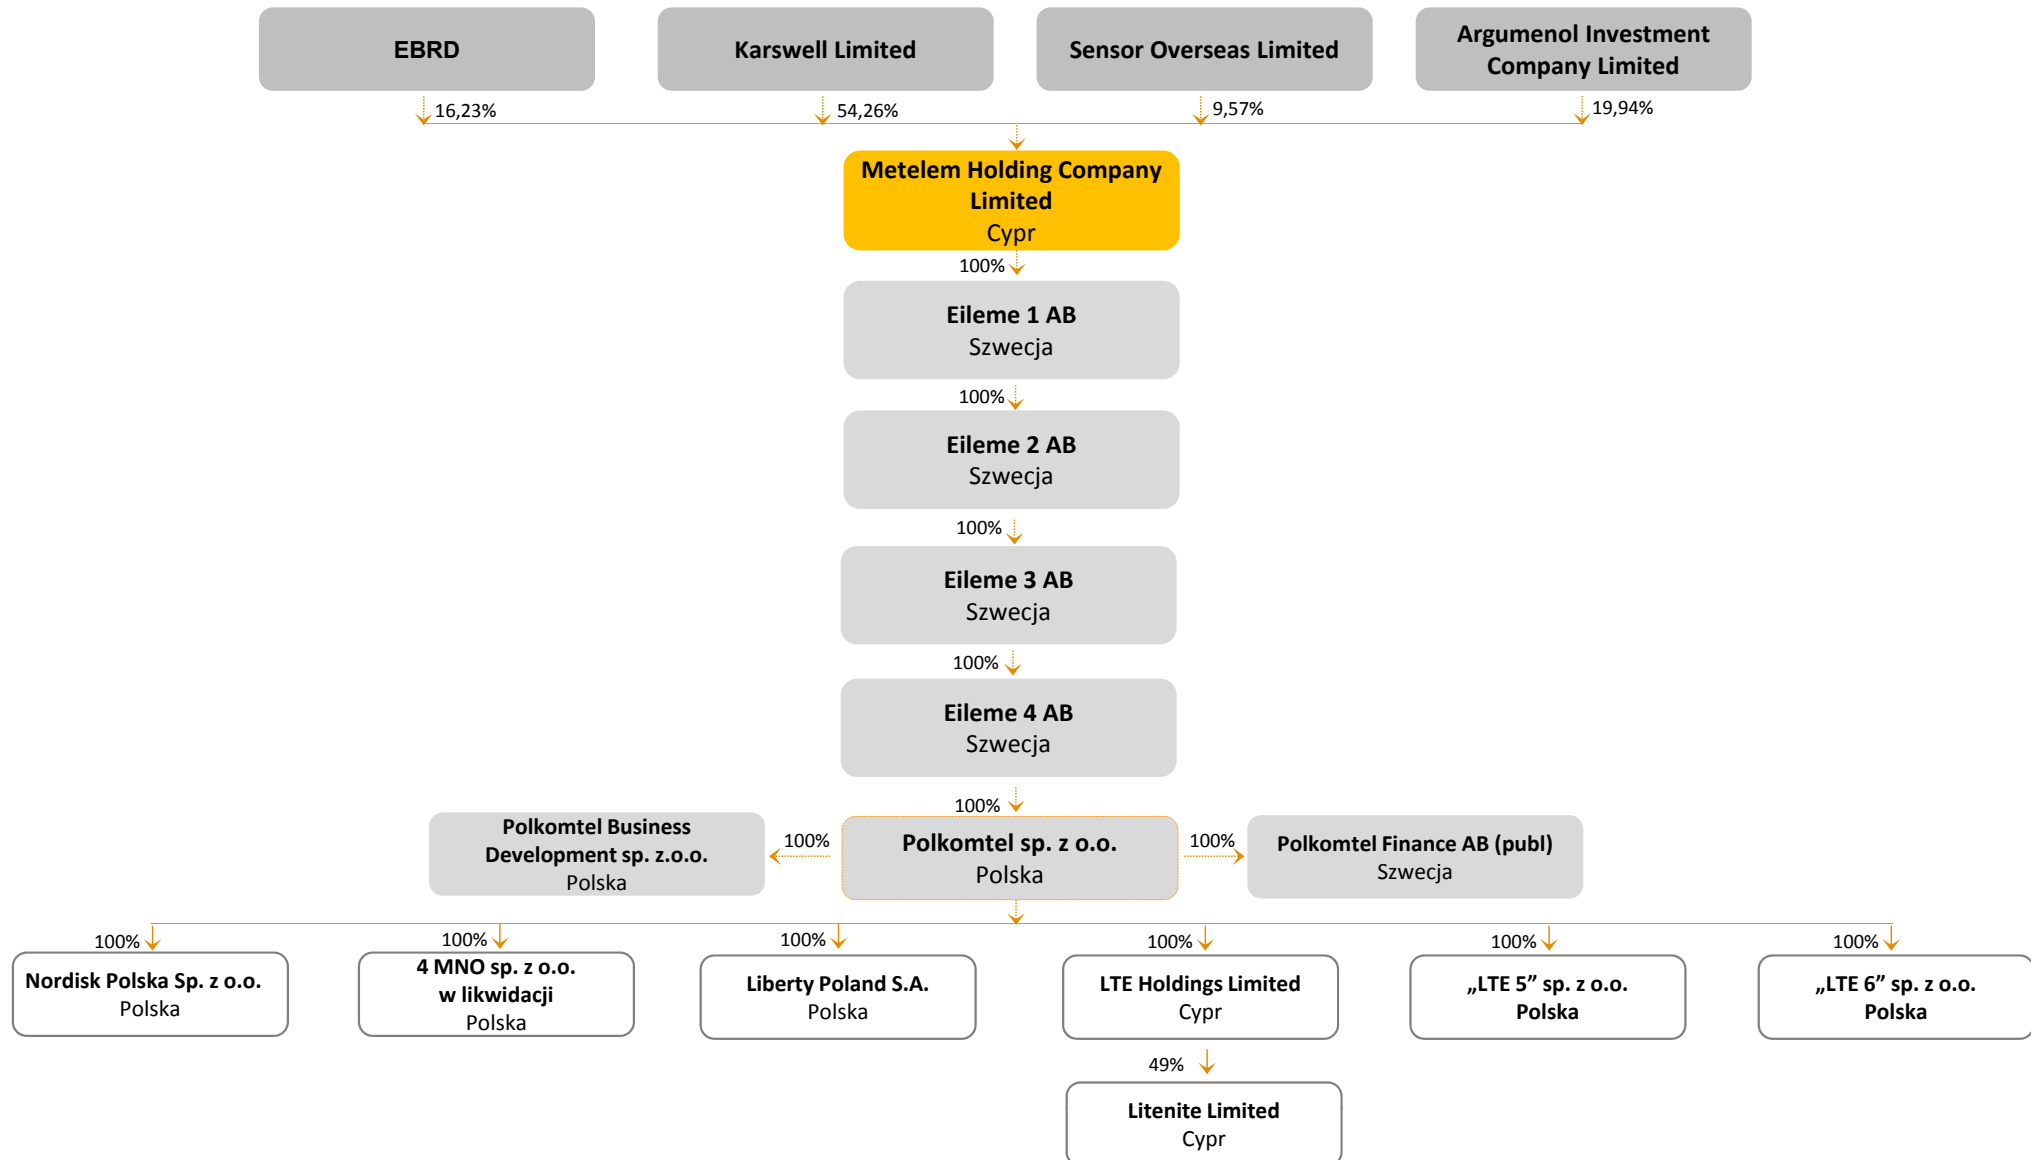 EBRD
Karswell Limited
Sensor Overseas Limited
Argumenol Investment
Company Limited
16,23%
54,26%
9,57%
19,94%
Metelem Holding Company
Limited
Cypr
100%
Eileme 1 AB
Szwecja
100%
Eileme 2 AB
Szwecja
100%
Eileme 3 AB
Szwecja
100%
Eileme 4 AB
Szwecja
100%
Polkomtel Business
Development sp. z.o.o.
Polska
100%
Polkomtel sp. z o.o.
Polska
100%
Polkomtel Finance AB (publ)
Szwecja
100%
100%
100%
100%
100%
100%
Nordisk Polska Sp. z o.o.
Polska
4 MNO sp. z o.o.
w likwidacji
Polska
Liberty Poland S.A.
Polska
LTE Holdings Limited
Cypr
„LTE 5” sp. z o.o.
Polska
„LTE 6” sp. z o.o.
Polska
49%
Litenite Limited
Cypr